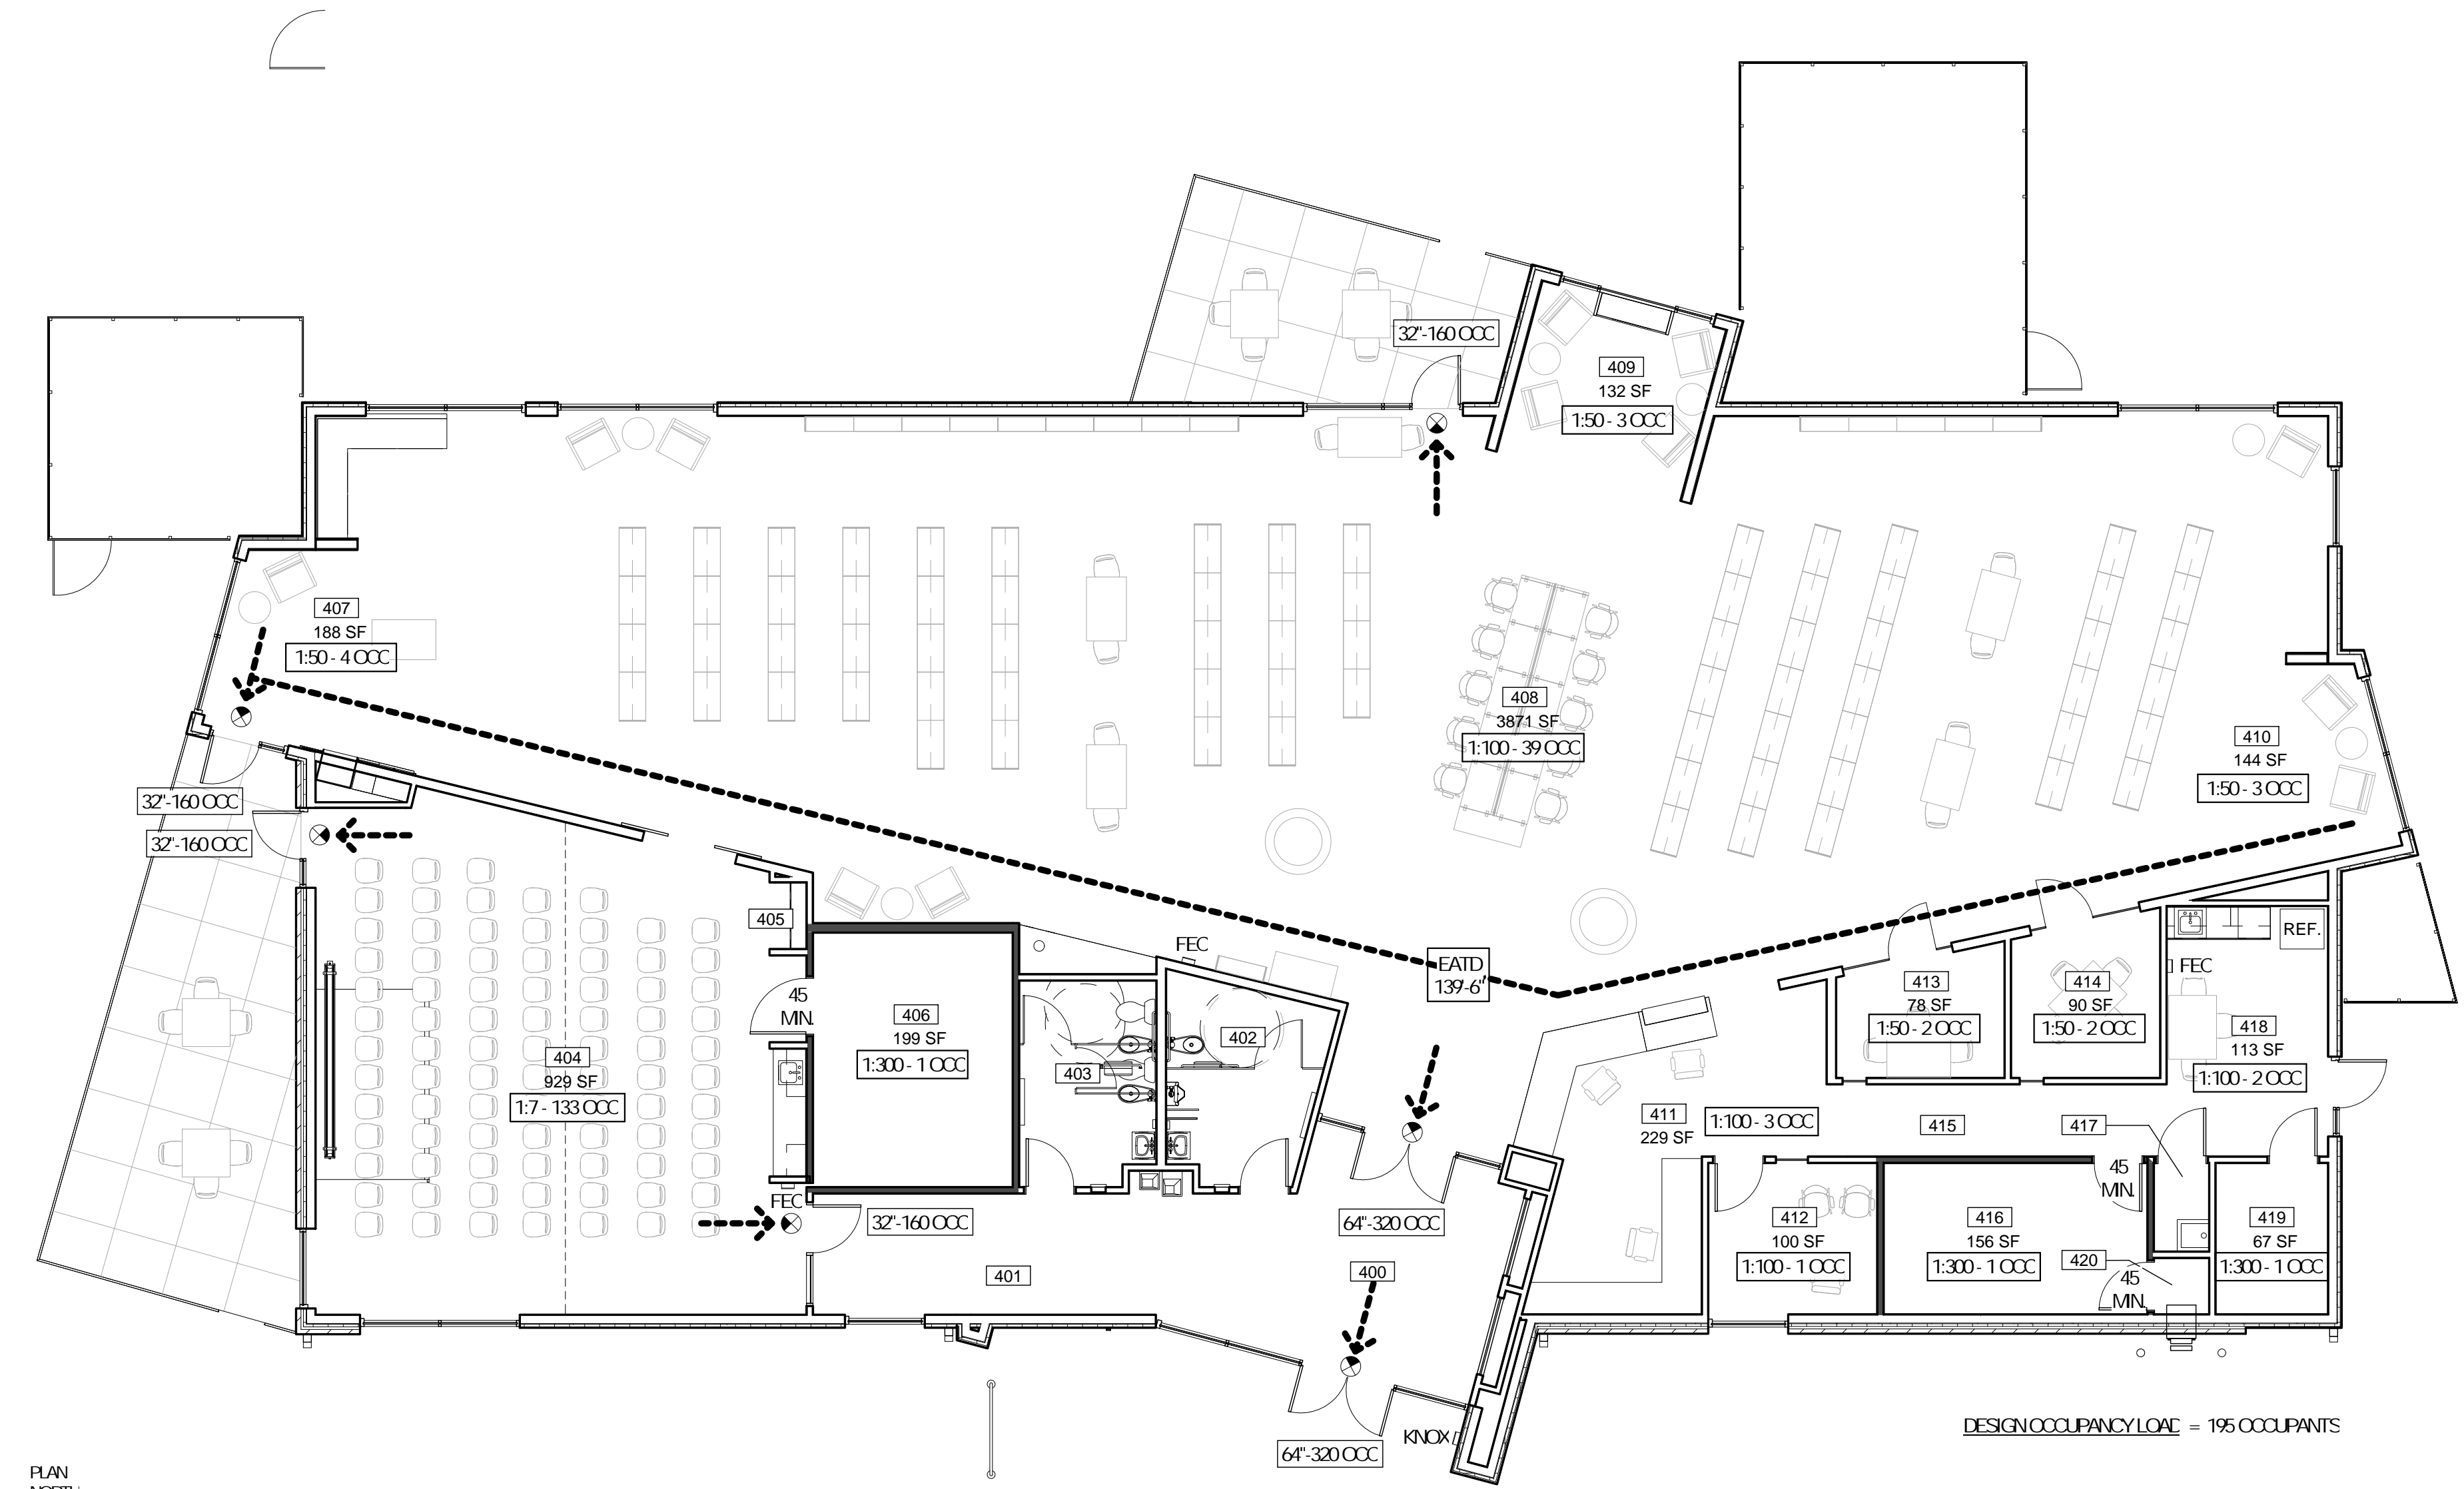 32"-160 OCC
409
132 SF
1:50 - 3 OCC
407
188 SF
1:50 - 4 OCC
408
3871 SF
1:100 - 39 OCC
410
144 SF
1:50 - 3 OCC
32"-160 OCC
32"-160 OCC
405
FEC
EATD
139'-6"
REF.
FEC
413
78 SF
1:50 - 2 OCC
414
90 SF
1:50 - 2 OCC
418
113 SF
1:100 - 2 OCC
45
MIN.
406
199 SF
1:300 - 1 OCC
402
403
404
929 SF
1:7 - 133 OCC
411
229 SF
1:100 - 3 OCC
415
417
45
MIN.
FEC
32"-160 OCC
64"-320 OCC
412
100 SF
1:100 - 1 OCC
416
156 SF
1:300 - 1 OCC
419
67 SF
1:300 - 1 OCC
420
45
MIN.
401
400
KNOX
64"-320 OCC
DESIGN OCCUPANCY LOAD = 195 OCCUPANTS
PLAN